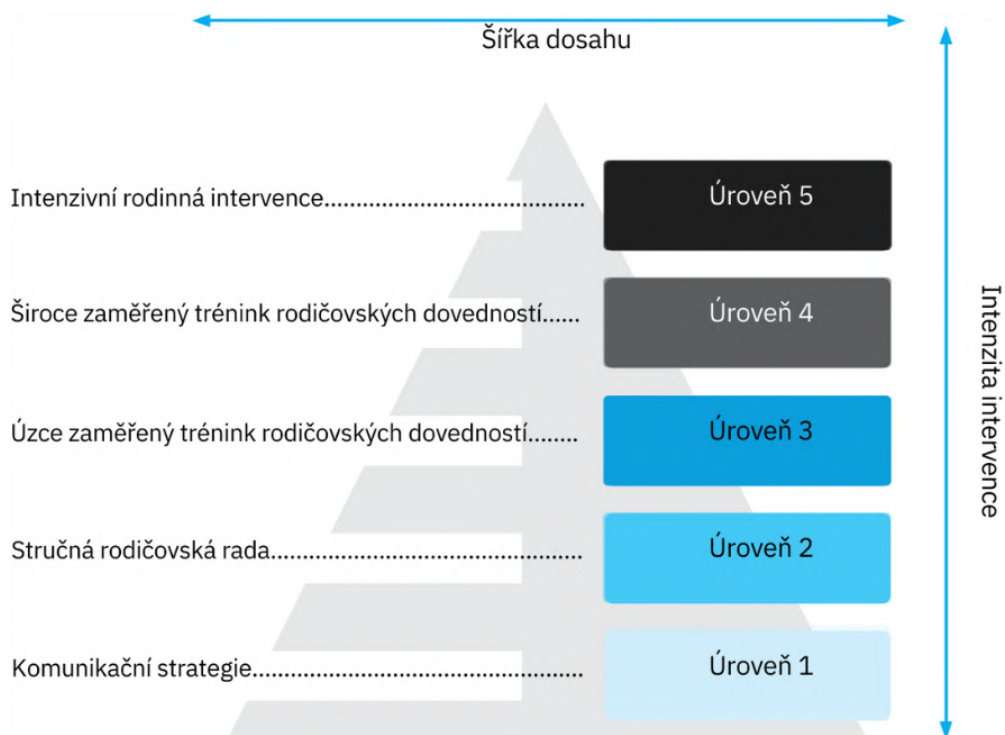 Šířka dosahu
Intenzivní rodinná intervence.......................................... Úroveň 5
Široce zaměřený trénink rodičovských dovedností...... Úroveň 4
Úzce zaměřený trénink rodičovských dovedností........ Úroveň 3
Stručná rodičovská rada.................................................. Úroveň 2
Komunikační strategie..................................................... Úroveň 1
Intenzita intervence